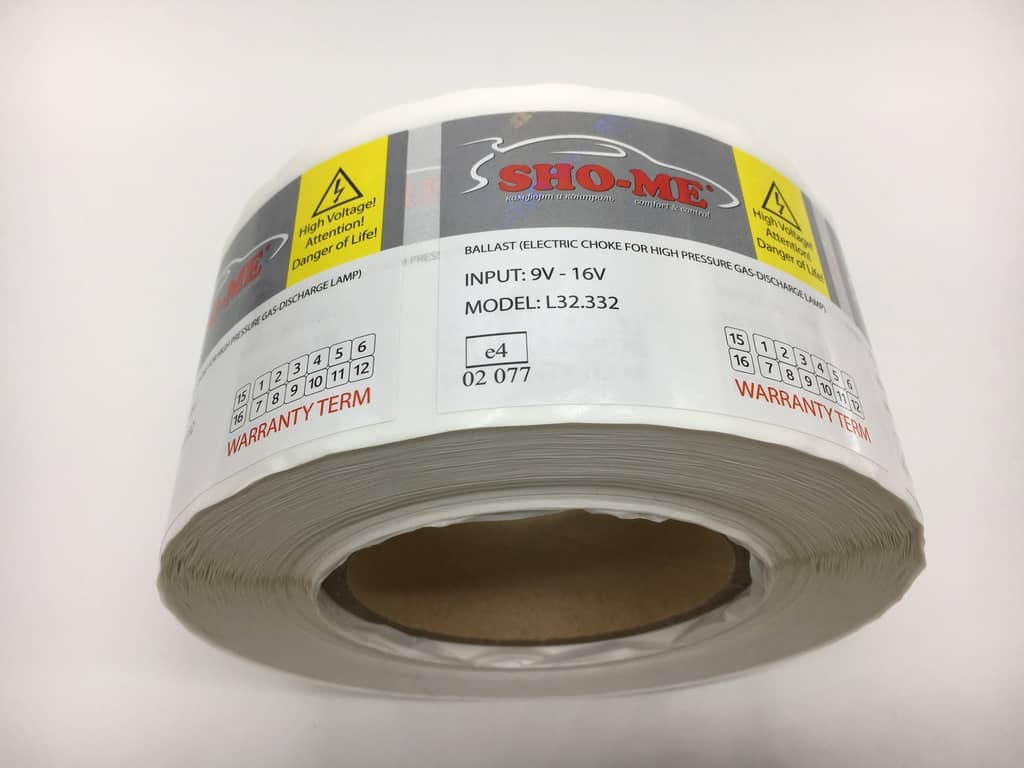 SHO-ME®
комфорт и контроль comfort & control
High Voltage!
Attention!
Danger of Life!
BALLAST (ELECTRIC CHOKE FOR HIGH PRESSURE GAS-DISCHARGE LAMP)
INPUT: 9V - 16V
MODEL: L32.332
e4
02 077
15 1 2 3 4 5 6
16 7 8 9 10 11 12
WARRANTY TERM
High Voltage!
Attention!
Danger of Life!
-ME®
HIGH PRESSURE GAS-DISCHARGE LAMP)
15 1 2 3 4 5 6
16 7 8 9 10 11 12
WARRANTY TERM